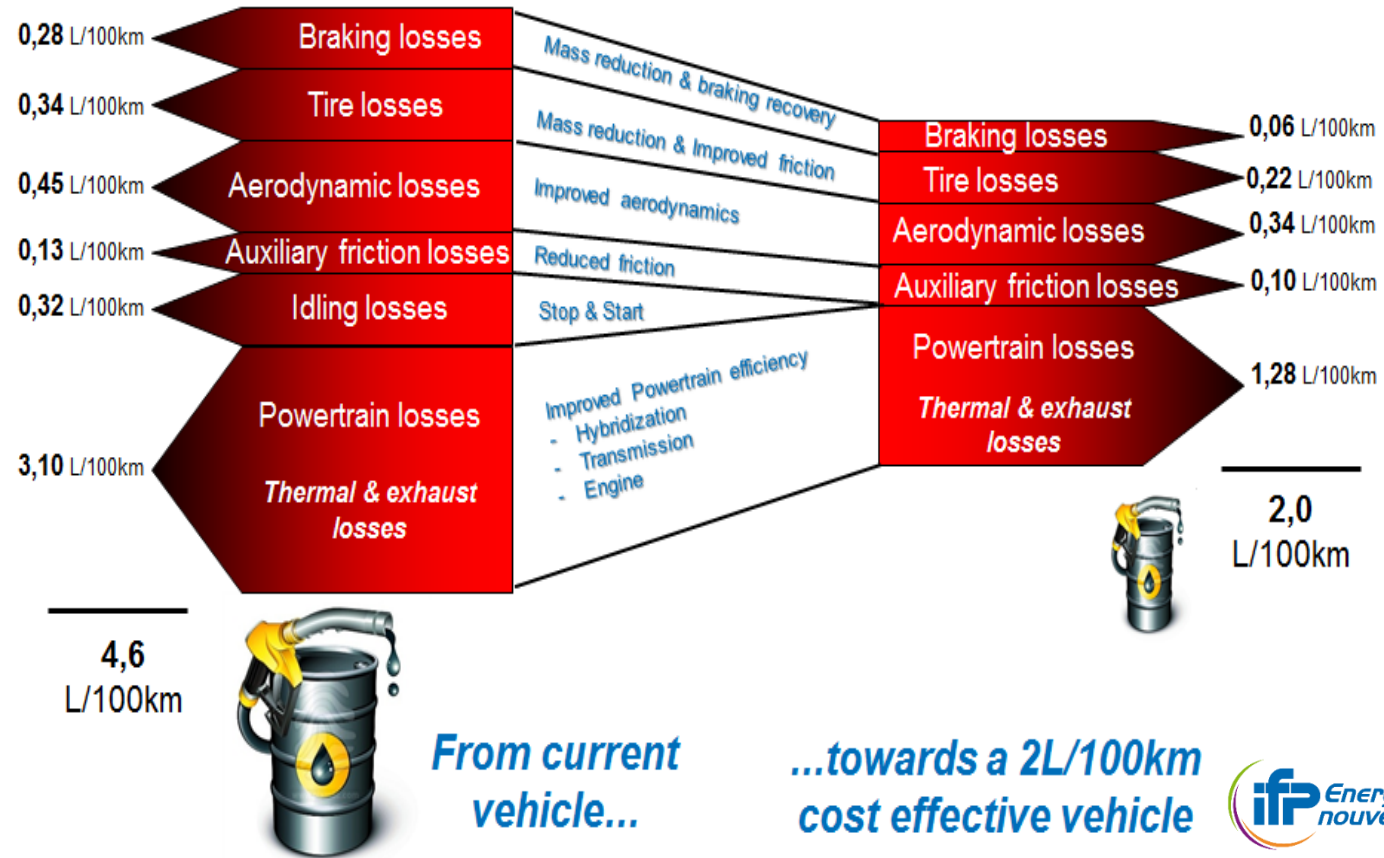 0,28 L/100km
Braking losses
0,34 L/100km
Tire losses
0,45 L/100km
Aerodynamic losses
0,13 L/100km
Auxiliary friction losses
0,32 L/100km
Idling losses
3,10 L/100km
Powertrain losses
Thermal & exhaust
losses
4,6
L/100km
Mass reduction & braking recovery
Mass reduction & Improved friction
Improved aerodynamics
Reduced friction
Stop & Start
Improved Powertrain efficiency
- Hybridization
- Transmission
- Engine
Braking losses
0,06 L/100km
Tire losses
0,22 L/100km
Aerodynamic losses
0,34 L/100km
Auxiliary friction losses
0,10 L/100km
Powertrain losses
Thermal & exhaust
losses
1,28 L/100km
2,0
L/100km
From current
vehicle...
...towards a 2L/100km
cost effective vehicle
ifp
Energ
nouve